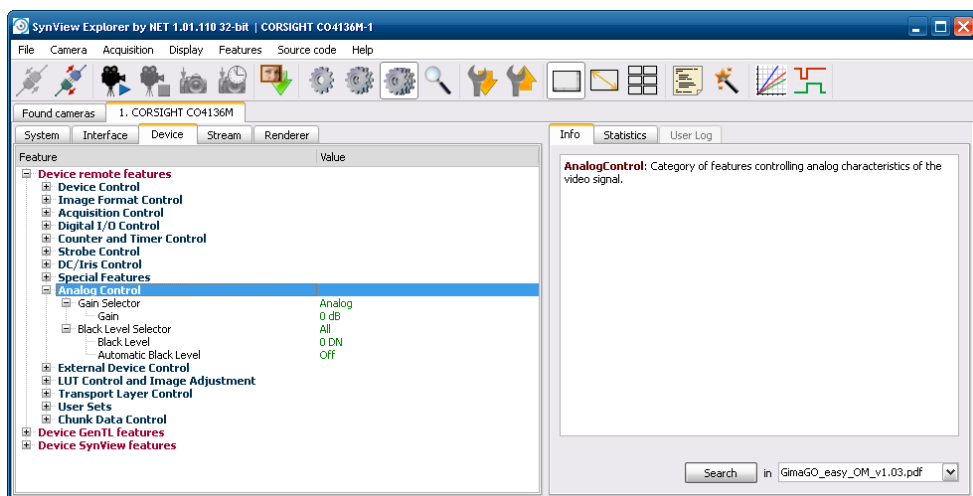 SynView Explorer by NET 1.01.110 32-bit | CORSIGHT CO4136M-1
File Camera Acquisition Display Features Source code Help
Found cameras 1. CORSIGHT CO4136M
System Interface Device Stream Renderer
Feature Value
Device remote features
Device Control
Image Format Control
Acquisition Control
Digital I/O Control
Counter and Timer Control
Strobe Control
DC/Iris Control
Special Features
Analog Control
Gain Selector Analog
Gain 0 dB
Black Level Selector All
Black Level 0 DN
Automatic Black Level Off
External Device Control
LUT Control and Image Adjustment
Transport Layer Control
User Sets
Chunk Data Control
Device GenTL features
Device SynView features
Info Statistics User Log
AnalogControl: Category of features controlling analog characteristics of the
video signal.
Search in GimaGO_easy_OM_v1.03.pdf